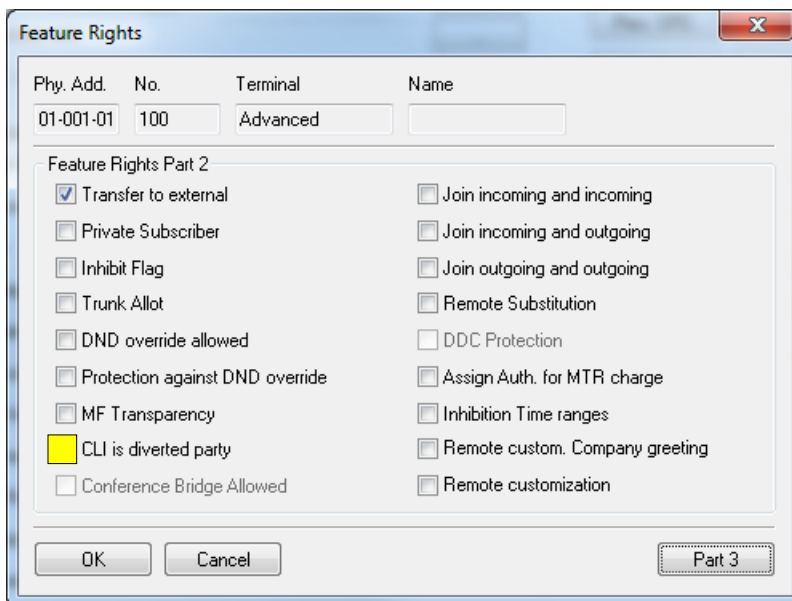 Feature Rights
Phy. Add. No. Terminal Name
01-001-01 100 Advanced
Feature Rights Part 2
Transfer to external
Private Subscriber
Inhibit Flag
Trunk Allot
DND override allowed
Protection against DND override
MF Transparency
CLI is diverted party
Conference Bridge Allowed
Join incoming and incoming
Join incoming and outgoing
Join outgoing and outgoing
Remote Substitution
DDC Protection
Assign Auth. for MTR charge
Inhibition Time ranges
Remote custom. Company greeting
Remote customization
OK Cancel Part 3